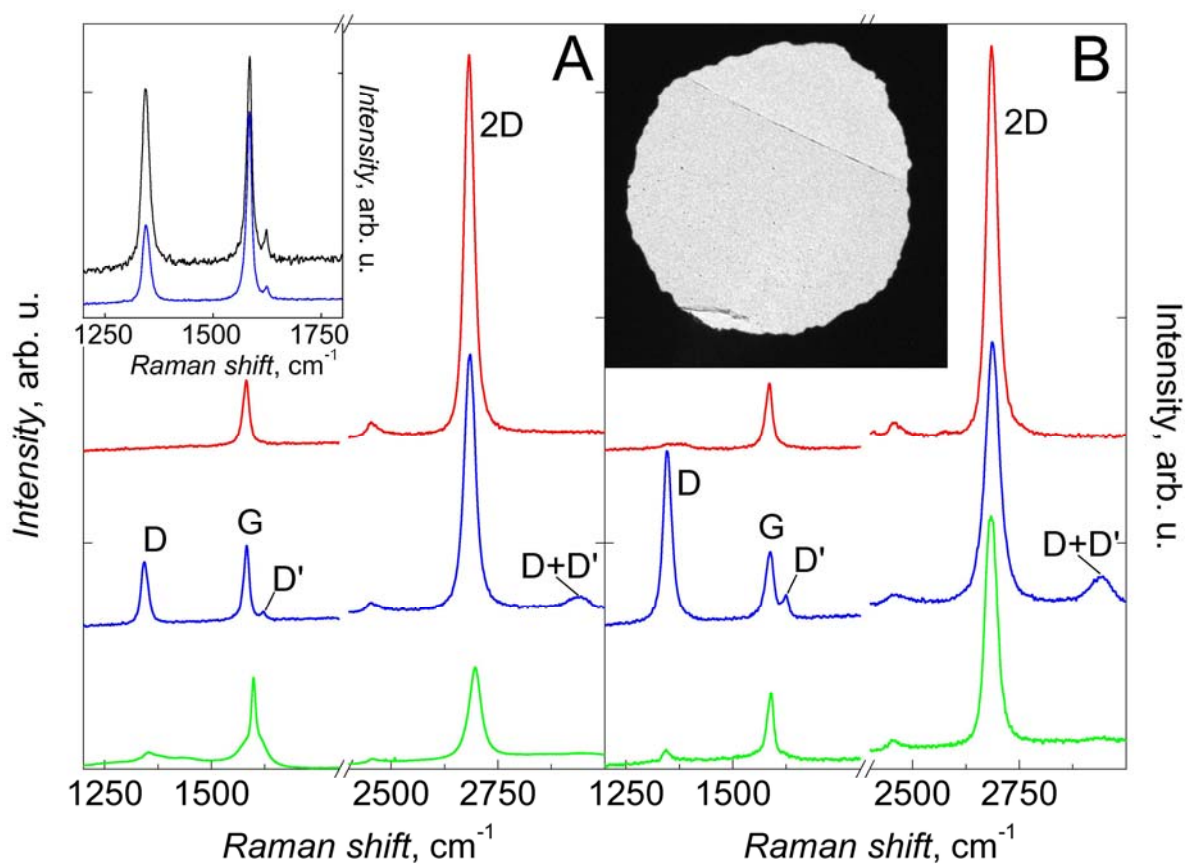 A
B
Intensity, arb. u.
1200 1500 1750
Raman shift, cm-1
2D
D
G
D'
D+D'
Intensity, arb. u.
1250 1500 2500 2750
Raman shift, cm-1
2D
D
G
D'
D+D'
Intensity, arb. u.
1250 1500 2500 2750
Raman shift, cm-1